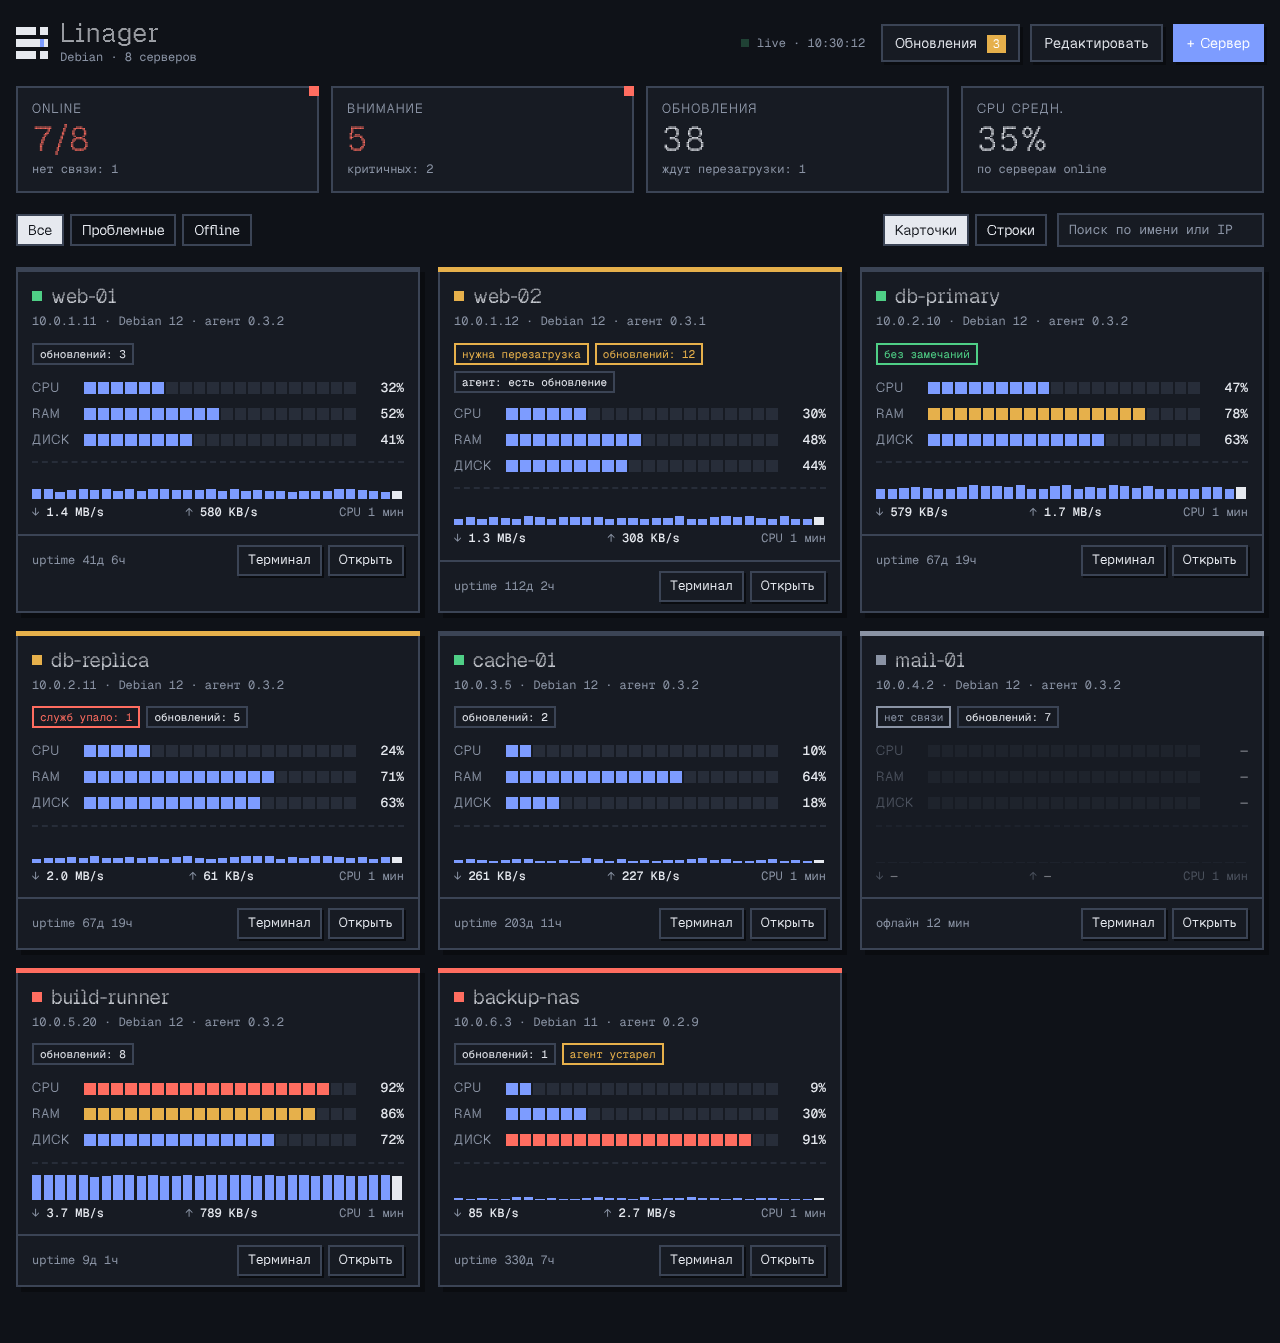 Linager
Debian · 8 серверов
live · 10:30:12
Обновления 3
Редактировать
+ Сервер
ONLINE
7/8
нет связи: 1
ВНИМАНИЕ
5
критичных: 2
ОБНОВЛЕНИЯ
38
ждут перезагрузки: 1
CPU СРЕДН.
35%
по серверам online
Все
Проблемные
Offline
Карточки
Строки
Поиск по имени или IP
web-01
10.0.1.11 · Debian 12 · агент 0.3.2
обновлений: 3
CPU 32%
RAM 52%
ДИСК 41%
↓ 1.4 MB/s ↑ 580 KB/s CPU 1 мин
uptime 41д 6ч
Терминал
Открыть
web-02
10.0.1.12 · Debian 12 · агент 0.3.1
нужна перезагрузка
обновлений: 12
агент: есть обновление
CPU 30%
RAM 48%
ДИСК 44%
↓ 1.3 MB/s ↑ 308 KB/s CPU 1 мин
uptime 112д 2ч
Терминал
Открыть
db-primary
10.0.2.10 · Debian 12 · агент 0.3.2
без замечаний
CPU 47%
RAM 78%
ДИСК 63%
↓ 579 KB/s ↑ 1.7 MB/s CPU 1 мин
uptime 67д 19ч
Терминал
Открыть
db-replica
10.0.2.11 · Debian 12 · агент 0.3.2
служб упало: 1
обновлений: 5
CPU 24%
RAM 71%
ДИСК 63%
↓ 2.0 MB/s ↑ 61 KB/s CPU 1 мин
uptime 67д 19ч
Терминал
Открыть
cache-01
10.0.3.5 · Debian 12 · агент 0.3.2
обновлений: 2
CPU 10%
RAM 64%
ДИСК 18%
↓ 261 KB/s ↑ 227 KB/s CPU 1 мин
uptime 203д 11ч
Терминал
Открыть
mail-01
10.0.4.2 · Debian 12 · агент 0.3.2
нет связи
обновлений: 7
CPU —
RAM —
ДИСК —
↓ — ↑ — CPU 1 мин
офлайн 12 мин
Терминал
Открыть
build-runner
10.0.5.20 · Debian 12 · агент 0.3.2
обновлений: 8
CPU 92%
RAM 86%
ДИСК 72%
↓ 3.7 MB/s ↑ 789 KB/s CPU 1 мин
uptime 9д 1ч
Терминал
Открыть
backup-nas
10.0.6.3 · Debian 11 · агент 0.2.9
обновлений: 1
агент устарел
CPU 9%
RAM 30%
ДИСК 91%
↓ 85 KB/s ↑ 2.7 MB/s CPU 1 мин
uptime 330д 7ч
Терминал
Открыть